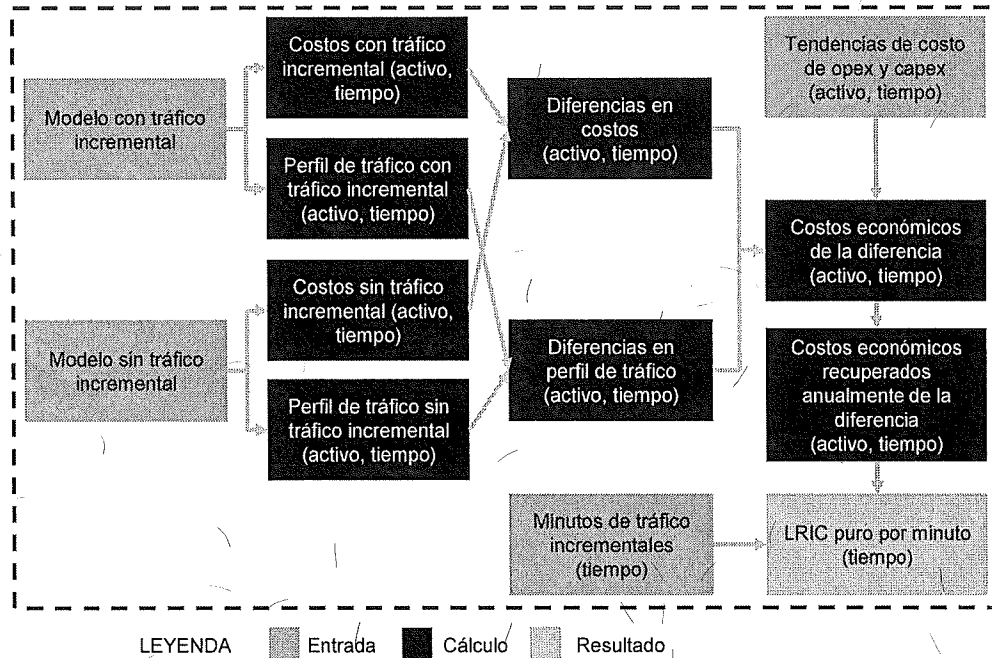 Modelo con tráfico
incremental
Modelo sin tráfico
incremental
Costos con tráfico
incremental (activo,
tiempo)
Perfil de tráfico con
tráfico incremental
(activo, tiempo)
Costos sin tráfico
incremental (activo,
tiempo)
Perfil de tráfico sin
tráfico incremental
(activo, tiempo)
Diferencias en
costos
(activo, tiempo)
Diferencias en
perfil de tráfico
(activo, tiempo)
Minutos de tráfico
incrementales
(tiempo)
Tendencias de costo
de opex y capex
(activo, tiempo)
Costos económicos
de la diferencia
(activo, tiempo)
Costos económicos
recuperados
anualmente de la
diferencia
(activo, tiempo)
LRIC puro por minuto
(tiempo)
LEYENDA Entrada Cálculo Resultado